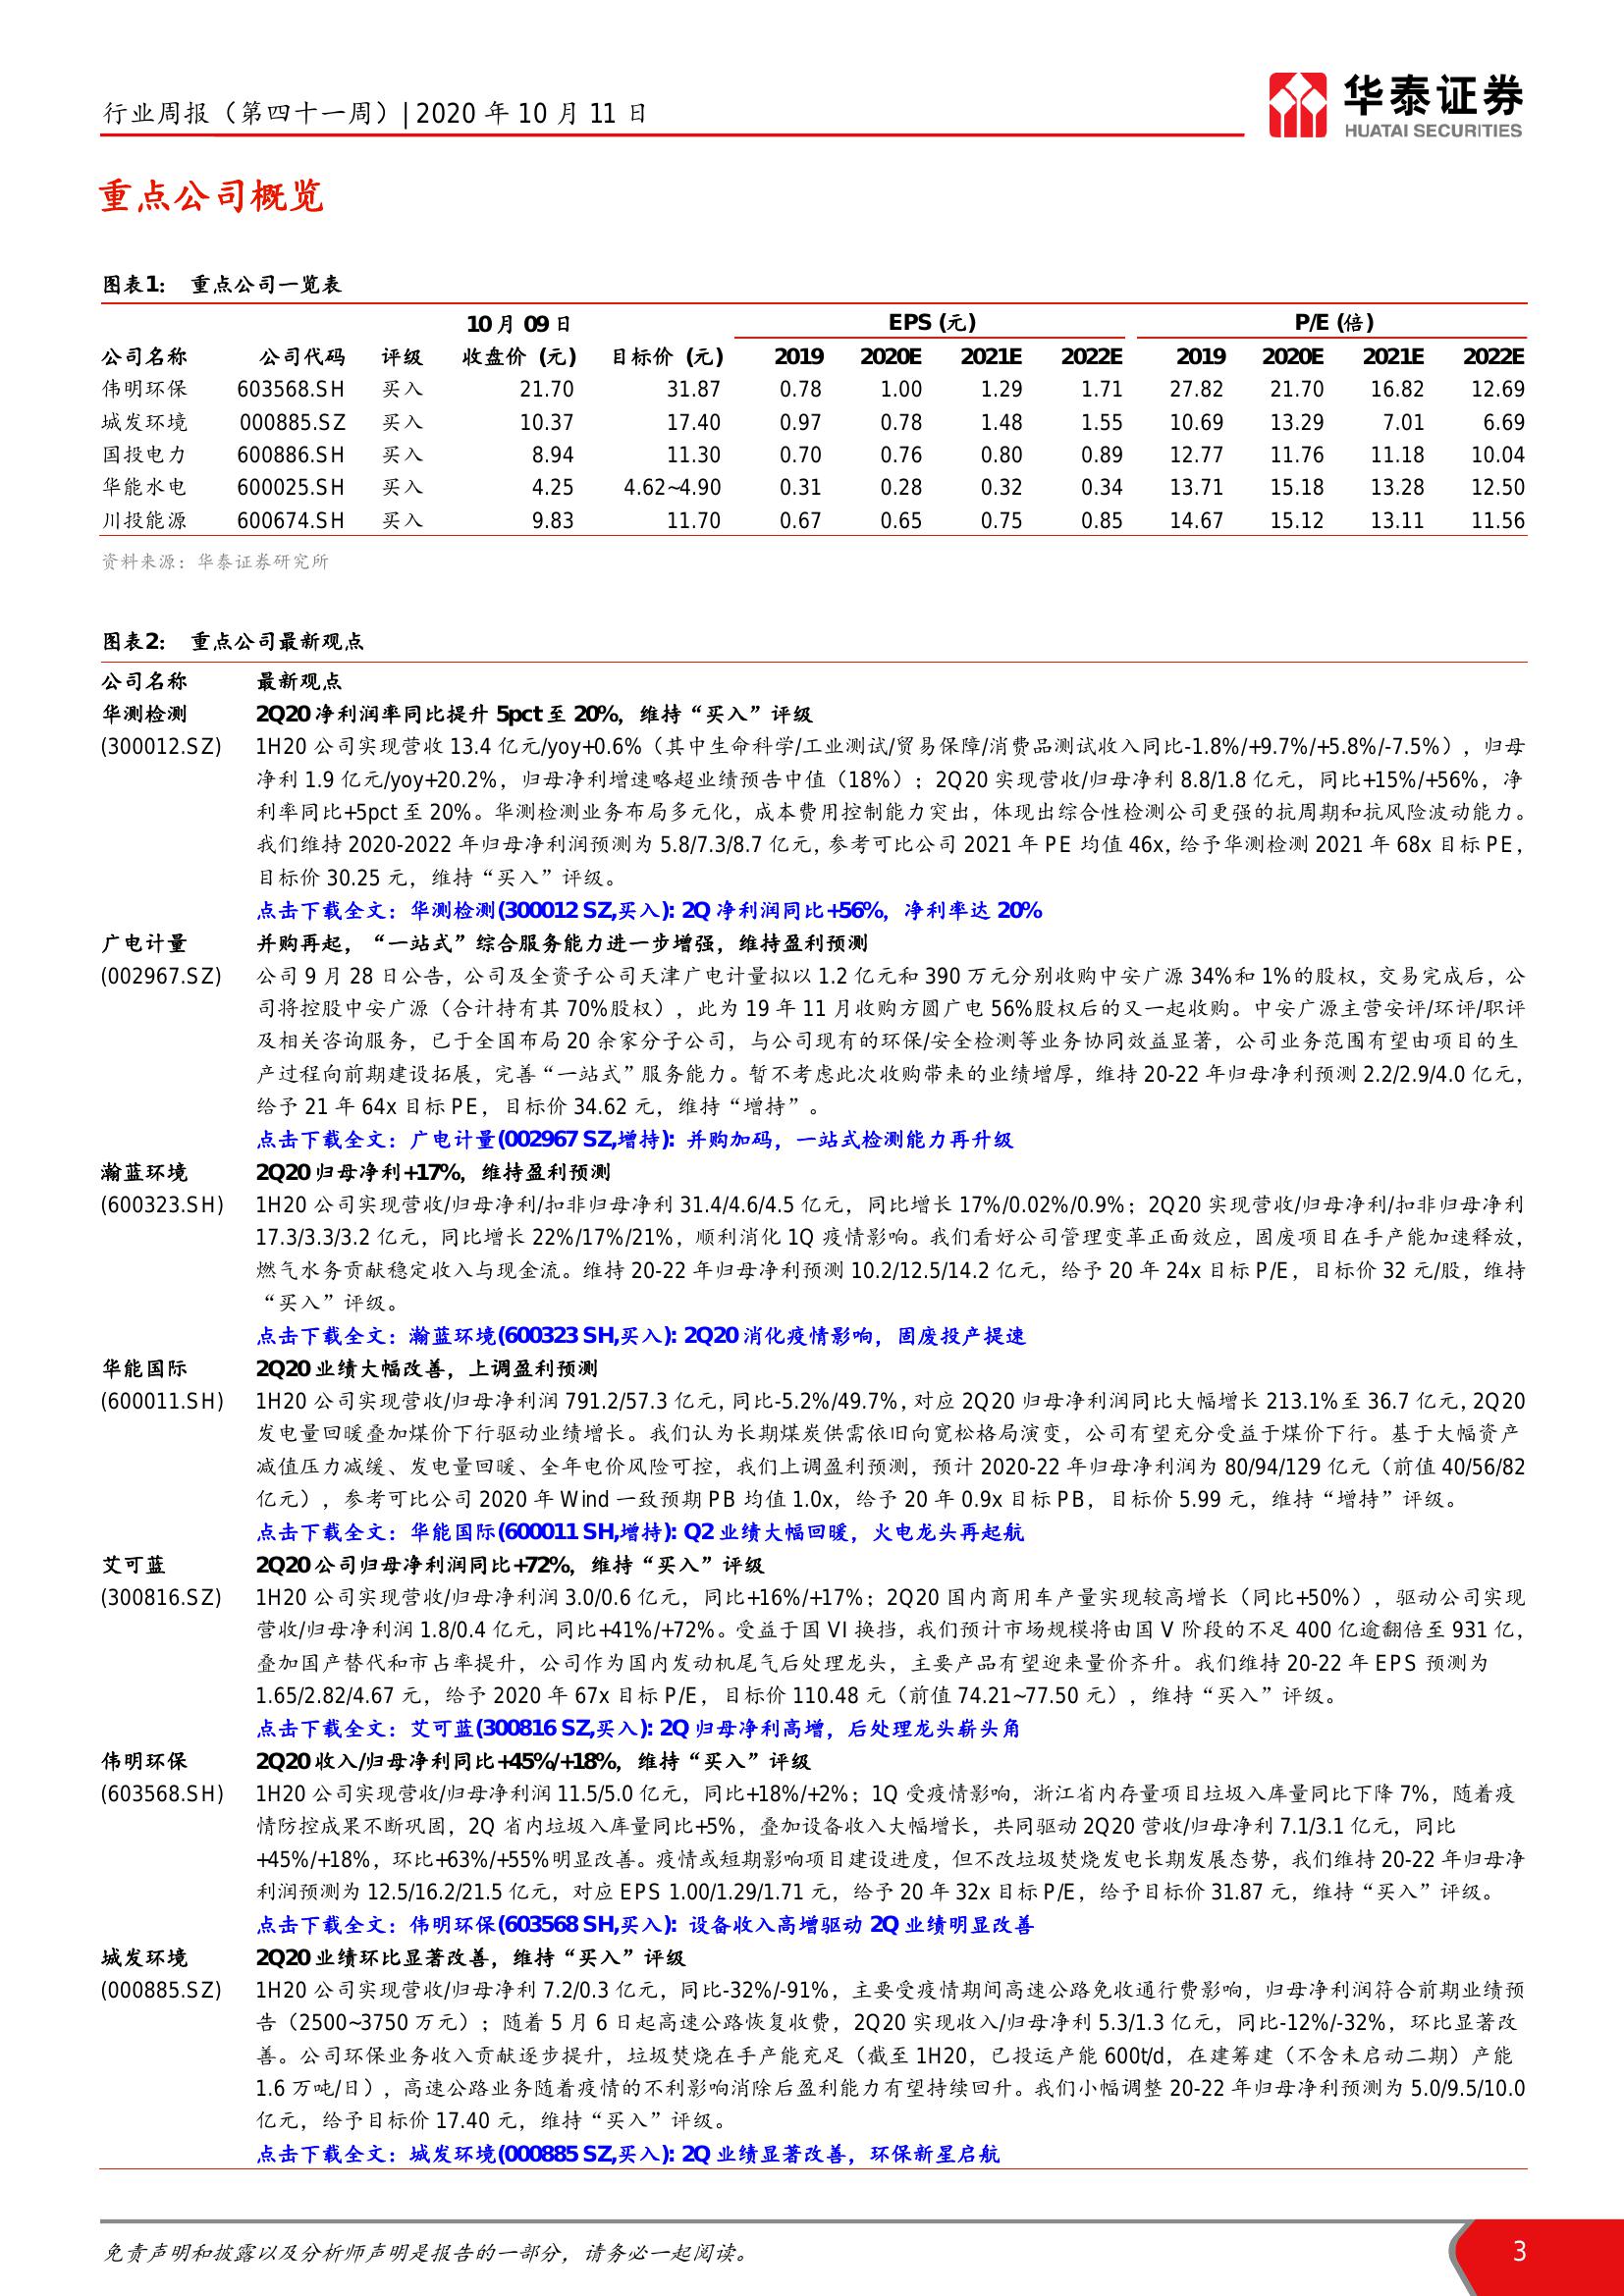 行业周报（第四十一周）| 2020 年 10 月 11 日
华泰证券
HUATAI SECURITIES
重点公司概览
图表1： 重点公司一览表
10 月 09 日 EPS (元) P/E (倍)
公司名称 公司代码 评级 收盘价 (元) 目标价 (元) 2019 2020E 2021E 2022E 2019 2020E 2021E 2022E
伟明环保 603568.SH 买入 21.70 31.87 0.78 1.00 1.29 1.71 27.82 21.70 16.82 12.69
城发环境 000885.SZ 买入 10.37 17.40 0.97 0.78 1.48 1.55 10.69 13.29 7.01 6.69
国投电力 600886.SH 买入 8.94 11.30 0.70 0.76 0.80 0.89 12.77 11.76 11.18 10.04
华能水电 600025.SH 买入 4.25 4.62~4.90 0.31 0.28 0.32 0.34 13.71 15.18 13.28 12.50
川投能源 600674.SH 买入 9.83 11.70 0.67 0.65 0.75 0.85 14.67 15.12 13.11 11.56
资料来源：华泰证券研究所
图表2： 重点公司最新观点
公司名称 最新观点
华测检测 2Q20 净利润率同比提升 5pct 至 20%，维持“买入”评级
(300012.SZ) 1H20 公司实现营收 13.4 亿元/yoy+0.6%（其中生命科学/工业测试/贸易保障/消费品测试收入同比-1.8%/+9.7%/+5.8%/-7.5%），归母
净利 1.9 亿元/yoy+20.2%，归母净利增速略超业绩预告中值（18%）；2Q20 实现营收/归母净利 8.8/1.8 亿元，同比+15%/+56%，净
利率同比+5pct 至 20%。华测检测业务布局多元化，成本费用控制能力突出，体现出综合性检测公司更强的抗周期和抗风险波动能力。
我们维持 2020-2022 年归母净利润预测为 5.8/7.3/8.7 亿元，参考可比公司 2021 年 PE 均值 46x，给予华测检测 2021 年 68x 目标 PE，
目标价 30.25 元，维持“买入”评级。
点击下载全文：华测检测(300012 SZ,买入): 2Q 净利润同比+56%，净利率达 20%
广电计量 并购再起，“一站式”综合服务能力进一步增强，维持盈利预测
(002967.SZ) 公司 9 月 28 日公告，公司及全资子公司天津广电计量拟以 1.2 亿元和 390 万元分别收购中安广源 34%和 1%的股权，交易完成后，公
司将控股中安广源（合计持有其 70%股权），此为 19 年 11 月收购方圆广电 56%股权后的又一起收购。中安广源主营安评/环评/职评
及相关咨询服务，已于全国布局 20 余家分子公司，与公司现有的环保/安全检测等业务协同效益显著，公司业务范围有望由项目的生
产过程向前期建设拓展，完善“一站式”服务能力。暂不考虑此次收购带来的业绩增厚，维持 20-22 年归母净利预测 2.2/2.9/4.0 亿元，
给予 21 年 64x 目标 PE，目标价 34.62 元，维持“增持”。
点击下载全文：广电计量(002967 SZ,增持): 并购加码，一站式检测能力再升级
瀚蓝环境 2Q20 归母净利+17%，维持盈利预测
(600323.SH) 1H20 公司实现营收/归母净利/扣非归母净利 31.4/4.6/4.5 亿元，同比增长 17%/0.02%/0.9%；2Q20 实现营收/归母净利/扣非归母净利
17.3/3.3/3.2 亿元，同比增长 22%/17%/21%，顺利消化 1Q 疫情影响。我们看好公司管理变革正面效应，固废项目在手产能加速释放，
燃气水务贡献稳定收入与现金流。维持 20-22 年归母净利预测 10.2/12.5/14.2 亿元，给予 20 年 24x 目标 P/E，目标价 32 元/股，维持
“买入”评级。
点击下载全文：瀚蓝环境(600323 SH,买入): 2Q20 消化疫情影响，固废投产提速
华能国际 2Q20 业绩大幅改善，上调盈利预测
(600011.SH) 1H20 公司实现营收/归母净利润 791.2/57.3 亿元，同比-5.2%/49.7%，对应 2Q20 归母净利润同比大幅增长 213.1%至 36.7 亿元，2Q20
发电量回暖叠加煤价下行驱动业绩增长。我们认为长期煤炭供需依旧向宽松格局演变，公司有望充分受益于煤价下行。基于大幅资产
减值压力减缓、发电量回暖、全年电价风险可控，我们上调盈利预测，预计 2020-22 年归母净利润为 80/94/129 亿元（前值 40/56/82
亿元），参考可比公司 2020 年 Wind 一致预期 PB 均值 1.0x，给予 20 年 0.9x 目标 PB，目标价 5.99 元，维持“增持”评级。
点击下载全文：华能国际(600011 SH,增持): Q2 业绩大幅回暖，火电龙头再起航
艾可蓝 2Q20 公司归母净利润同比+72%，维持“买入”评级
(300816.SZ) 1H20 公司实现营收/归母净利润 3.0/0.6 亿元，同比+16%/+17%；2Q20 国内商用车产量实现较高增长（同比+50%），驱动公司实现
营收/归母净利润 1.8/0.4 亿元，同比+41%/+72%。受益于国 VI 换挡，我们预计市场规模将由国 V 阶段的不足 400 亿逾翻倍至 931 亿，
叠加国产替代和市占率提升，公司作为国内发动机尾气后处理龙头，主要产品有望迎来量价齐升。我们维持 20-22 年 EPS 预测为
1.65/2.82/4.67 元，给予 2020 年 67x 目标 P/E，目标价 110.48 元（前值 74.21~77.50 元），维持“买入”评级。
点击下载全文：艾可蓝(300816 SZ,买入): 2Q 归母净利高增，后处理龙头崭头角
伟明环保 2Q20 收入/归母净利同比+45%/+18%，维持“买入”评级
(603568.SH) 1H20 公司实现营收/归母净利润 11.5/5.0 亿元，同比+18%/+2%；1Q 受疫情影响，浙江省内存量项目垃圾入库量同比下降 7%，随着疫
情防控成果不断巩固，2Q 省内垃圾入库量同比+5%，叠加设备收入大幅增长，共同驱动 2Q20 营收/归母净利 7.1/3.1 亿元，同比
+45%/+18%，环比+63%/+55%明显改善。疫情或短期影响项目建设进度，但不改垃圾焚烧发电长期发展态势，我们维持 20-22 年归母净
利润预测为 12.5/16.2/21.5 亿元，对应 EPS 1.00/1.29/1.71 元，给予 20 年 32x 目标 P/E，给予目标价 31.87 元，维持“买入”评级。
点击下载全文：伟明环保(603568 SH,买入): 设备收入高增驱动 2Q 业绩明显改善
城发环境 2Q20 业绩环比显著改善，维持“买入”评级
(000885.SZ) 1H20 公司实现营收/归母净利 7.2/0.3 亿元，同比-32%/-91%，主要受疫情期间高速公路免收通行费影响，归母净利润符合前期业绩预
告（2500~3750 万元）；随着 5 月 6 日起高速公路恢复收费，2Q20 实现收入/归母净利 5.3/1.3 亿元，同比-12%/-32%，环比显著改
善。公司环保业务收入贡献逐步提升，垃圾焚烧在手产能充足（截至 1H20，已投运产能 600t/d，在建筹建（不含未启动二期）产能
1.6 万吨/日），高速公路业务随着疫情的不利影响消除后盈利能力有望持续回升。我们小幅调整 20-22 年归母净利预测为 5.0/9.5/10.0
亿元，给予目标价 17.40 元，维持“买入”评级。
点击下载全文：城发环境(000885 SZ,买入): 2Q 业绩显著改善，环保新星启航
免责声明和披露以及分析师声明是报告的一部分，请务必一起阅读。 3